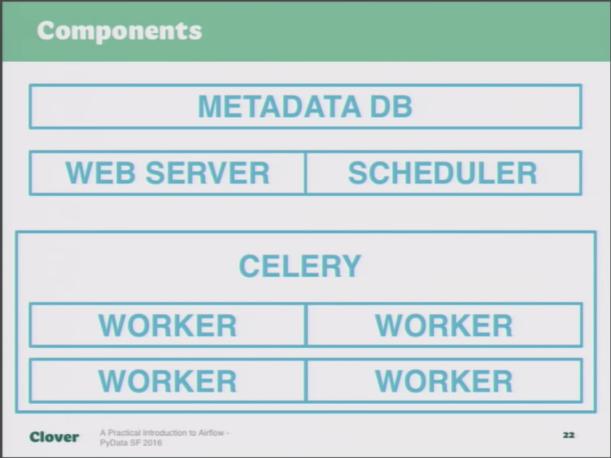 Components
METADATA DB
WEB SERVER SCHEDULER
CELERY
WORKER WORKER
WORKER WORKER
Clover A Practical Introduction to Airflow - 22
PyData SF 2016